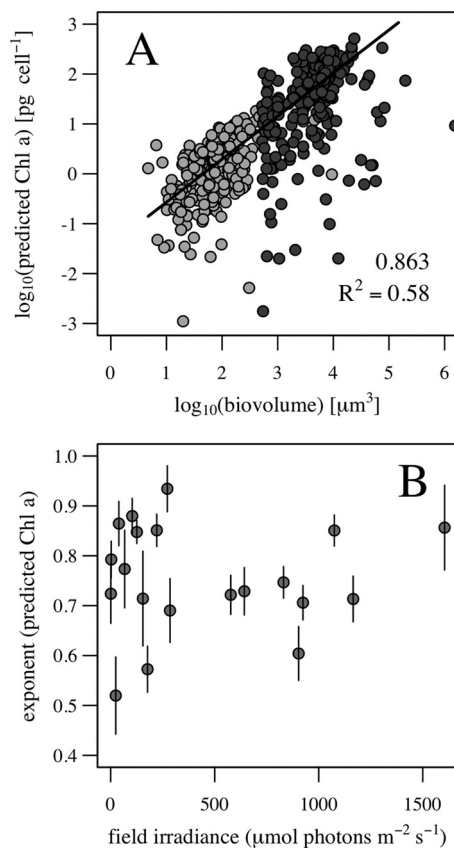 A
3
2
1
0
-1
-2
-3
log₁₀(predicted Chl a) [pg cell⁻¹]
0.863
R² = 0.58
0 1 2 3 4 5 6
log₁₀(biovolume) [µm³]
B
1.0
0.9
0.8
0.7
0.6
0.5
0.4
exponent (predicted Chl a)
0 500 1000 1500
field irradiance (µmol photons m⁻² s⁻¹)